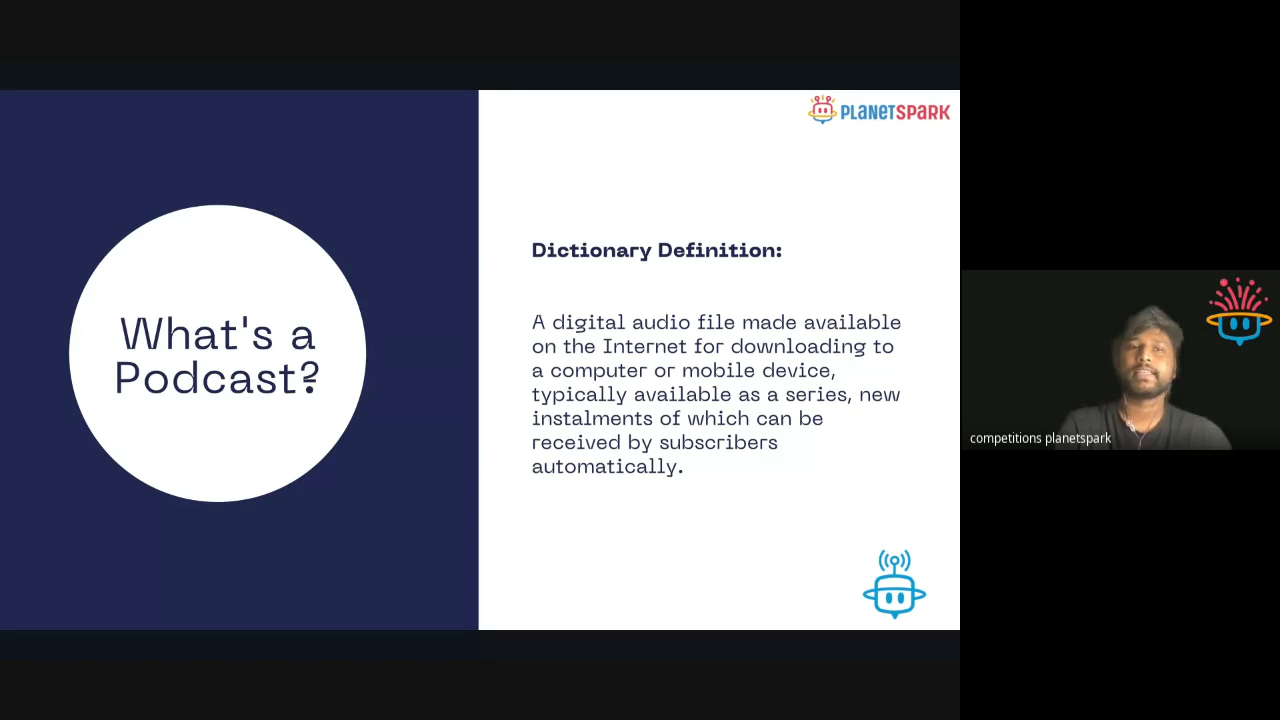 PLANETSPARK
What's a
Podcast?
Dictionary Definition:
A digital audio file made available
on the Internet for downloading to
a computer or mobile device,
typically available as a series, new
instalments of which can be
received by subscribers
automatically.
competitions planetspark